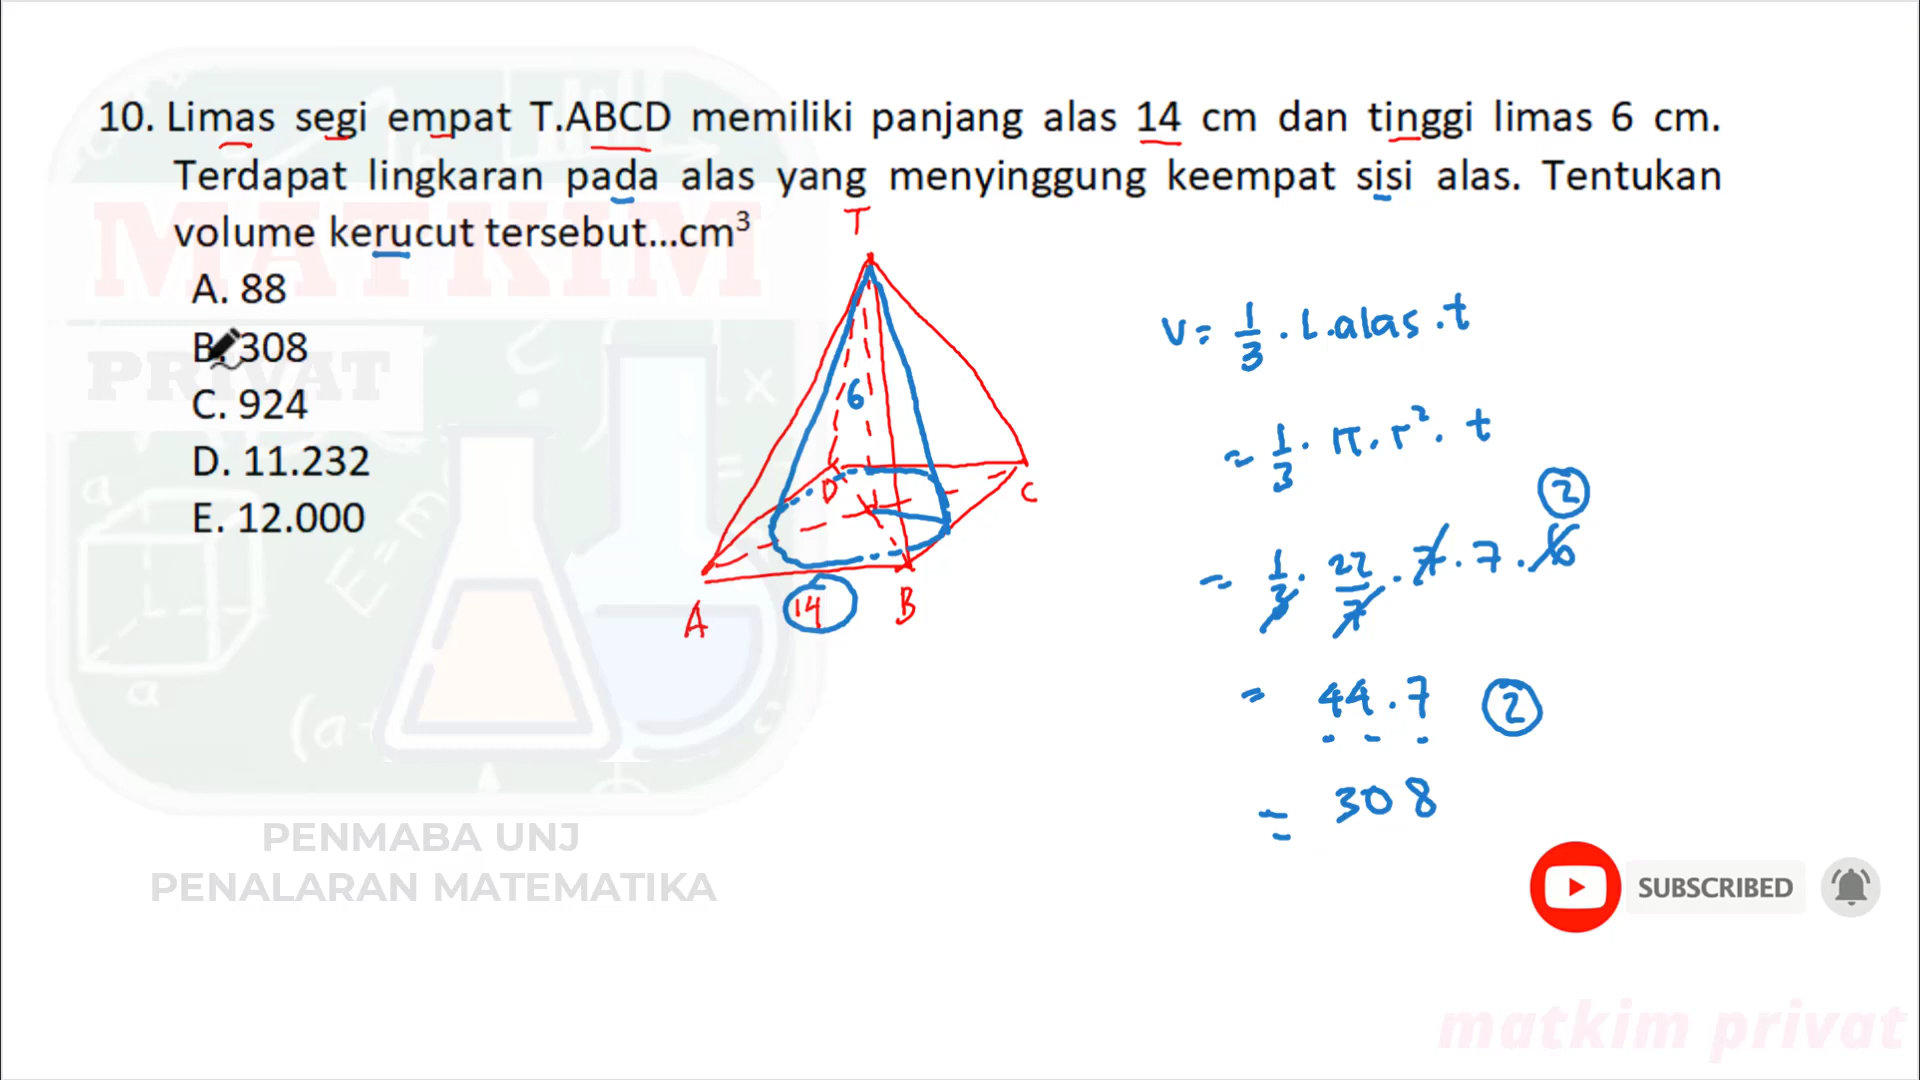 10. Limas segi empat T.ABCD memiliki panjang alas 14 cm dan tinggi limas 6 cm.
Terdapat lingkaran pada alas yang menyinggung keempat sisi alas. Tentukan
volume kerucut tersebut...cm³
A. 88
B. 308
C. 924
D. 11.232
E. 12.000
T
6
D
C
A
14
B
V = 1/3 . L.alas . t
= 1/3 . π . r² . t
2
= 1/3 . 22/7 . 7 . 7 . 6
= 44 . 7
2
= 308
MATKIM
PRIVAT
a
a
E=m
(a+
x
=
PENMABA UNJ
PENALARAN MATEMATIKA
SUBSCRIBED
matkim privat